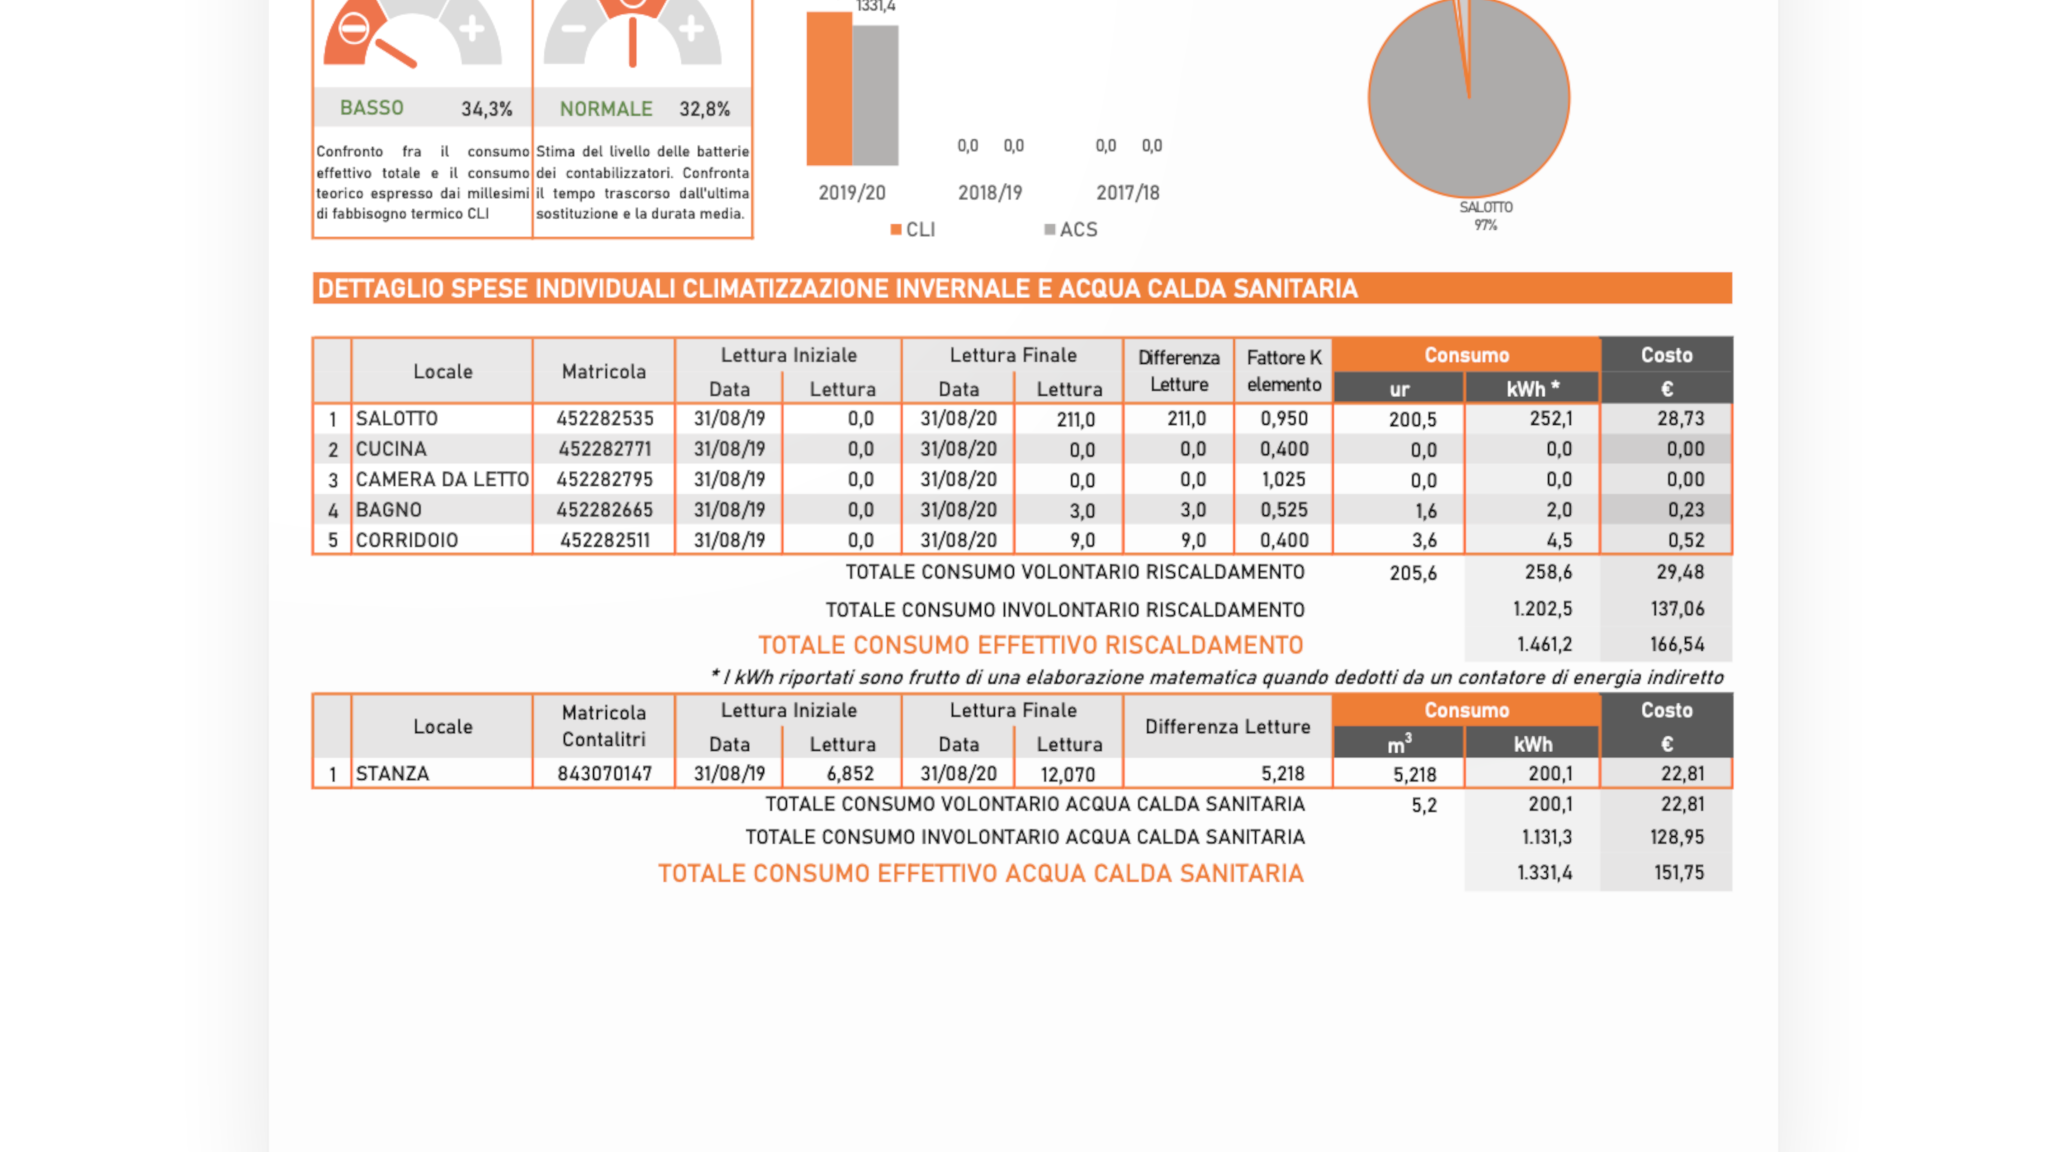 1331,4
BASSO 34,3% NORMALE 32,8%
Confronto fra il consumo
effettivo totale e il consumo
teorico espresso dai millesimi
di fabbisogno termico CLI
Stima del livello delle batterie
dei contabilizzatori. Confronta
il tempo trascorso dall'ultima
sostituzione e la durata media.
0,0 0,0 0,0 0,0
2019/20 2018/19 2017/18
CLI ACS
SALOTTO
97%
DETTAGLIO SPESE INDIVIDUALI CLIMATIZZAZIONE INVERNALE E ACQUA CALDA SANITARIA
Locale Matricola Lettura Iniziale Lettura Finale Differenza Letture Fattore K elemento Consumo Costo
Data Lettura Data Lettura ur kWh * €
1 SALOTTO 452282535 31/08/19 0,0 31/08/20 211,0 211,0 0,950 200,5 252,1 28,73
2 CUCINA 452282771 31/08/19 0,0 31/08/20 0,0 0,0 0,400 0,0 0,0 0,00
3 CAMERA DA LETTO 452282795 31/08/19 0,0 31/08/20 0,0 0,0 1,025 0,0 0,0 0,00
4 BAGNO 452282665 31/08/19 0,0 31/08/20 3,0 3,0 0,525 1,6 2,0 0,23
5 CORRIDOIO 452282511 31/08/19 0,0 31/08/20 9,0 9,0 0,400 3,6 4,5 0,52
TOTALE CONSUMO VOLONTARIO RISCALDAMENTO 205,6 258,6 29,48
TOTALE CONSUMO INVOLONTARIO RISCALDAMENTO 1.202,5 137,06
TOTALE CONSUMO EFFETTIVO RISCALDAMENTO 1.461,2 166,54
* I kWh riportati sono frutto di una elaborazione matematica quando dedotti da un contatore di energia indiretto
Locale Matricola Contalitri Lettura Iniziale Lettura Finale Differenza Letture Consumo Costo
Data Lettura Data Lettura m³ kWh €
1 STANZA 843070147 31/08/19 6,852 31/08/20 12,070 5,218 5,218 200,1 22,81
TOTALE CONSUMO VOLONTARIO ACQUA CALDA SANITARIA 5,2 200,1 22,81
TOTALE CONSUMO INVOLONTARIO ACQUA CALDA SANITARIA 1.131,3 128,95
TOTALE CONSUMO EFFETTIVO ACQUA CALDA SANITARIA 1.331,4 151,75